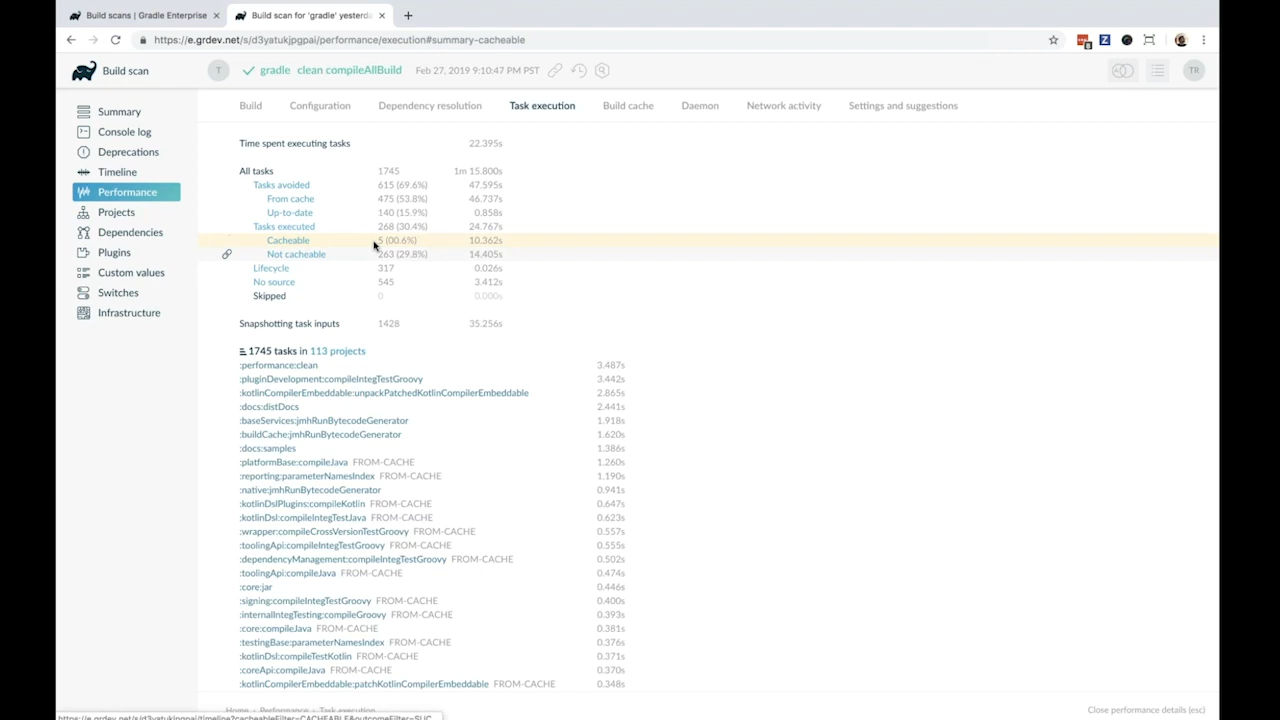 Build scans | Gradle Enterprise
Build scan for 'gradle' yesterda
https://e.grdev.net/s/d3yatukjpgpai/performance/execution#summary-cacheable
Build scan
T
gradle clean compileAllBuild Feb 27, 2019 9:10:47 PM PST
TR
Summary
Console log
Deprecations
Timeline
Performance
Projects
Dependencies
Plugins
Custom values
Switches
Infrastructure
Build Configuration Dependency resolution Task execution Build cache Daemon Network activity Settings and suggestions
Time spent executing tasks 22.395s
All tasks 1745 1m 15.800s
Tasks avoided 615 (69.6%) 47.595s
From cache 475 (53.8%) 46.737s
Up-to-date 140 (15.9%) 0.858s
Tasks executed 268 (30.4%) 24.767s
Cacheable 5 (00.6%) 10.362s
Not cacheable 263 (29.8%) 14.405s
Lifecycle 317 0.026s
No source 545 3.412s
Skipped 0 0.000s
Snapshotting task inputs 1428 35.256s
1745 tasks in 113 projects
:performance:clean 3.487s
:pluginDevelopment:compileIntegTestGroovy 3.442s
:kotlinCompilerEmbeddable:unpackPatchedKotlinCompilerEmbeddable 2.865s
:docs:distDocs 2.441s
:baseServices:jmhRunBytecodeGenerator 1.918s
:buildCache:jmhRunBytecodeGenerator 1.620s
:docs:samples 1.386s
:platformBase:compileJava FROM-CACHE 1.260s
:reporting:parameterNamesIndex FROM-CACHE 1.190s
:native:jmhRunBytecodeGenerator 0.941s
:kotlinDslPlugins:compileKotlin FROM-CACHE 0.647s
:kotlinDsl:compileIntegTestJava FROM-CACHE 0.623s
:wrapper:compileCrossVersionTestGroovy FROM-CACHE 0.557s
:toolingApi:compileIntegTestGroovy FROM-CACHE 0.555s
:dependencyManagement:compileIntegTestGroovy FROM-CACHE 0.502s
:toolingApi:compileJava FROM-CACHE 0.474s
:core:jar 0.446s
:signing:compileIntegTestGroovy FROM-CACHE 0.400s
:internalIntegTesting:compileGroovy FROM-CACHE 0.393s
:core:compileJava FROM-CACHE 0.381s
:testingBase:parameterNamesIndex FROM-CACHE 0.376s
:kotlinDsl:compileTestKotlin FROM-CACHE 0.371s
:coreApi:compileJava FROM-CACHE 0.370s
:kotlinCompilerEmbeddable:patchKotlinCompilerEmbeddable FROM-CACHE 0.348s
Home Performance Task execution
Close performance details (esc)